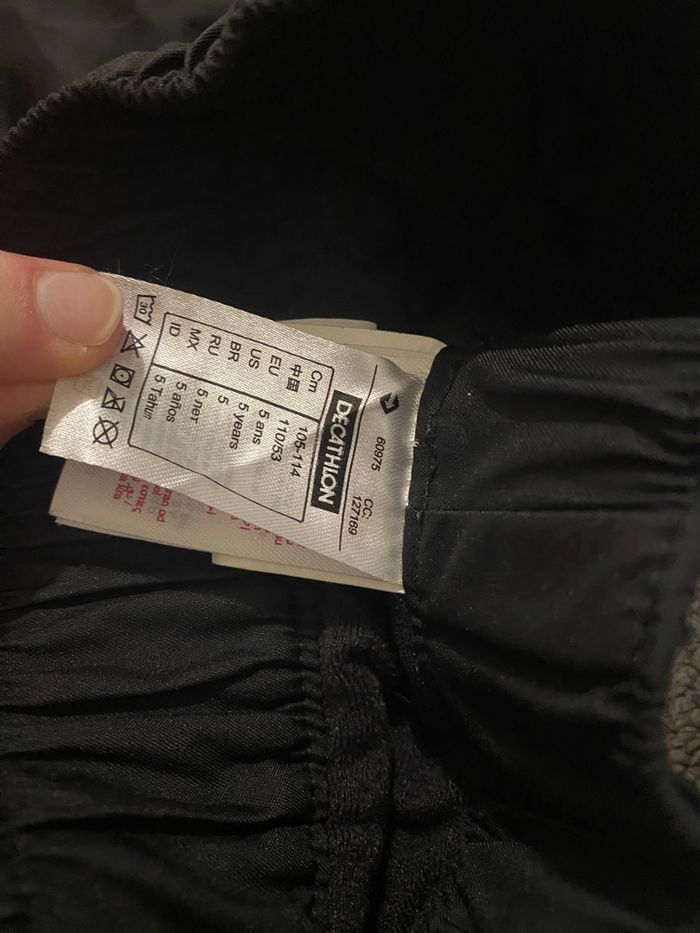 60975
CC:
127169
DECATHLON
Cm 105-114
中国 110/53
EU 5 ans
US 5 years
BR 5
RU 5 лет
MX 5 años
ID 5 Tahun
30